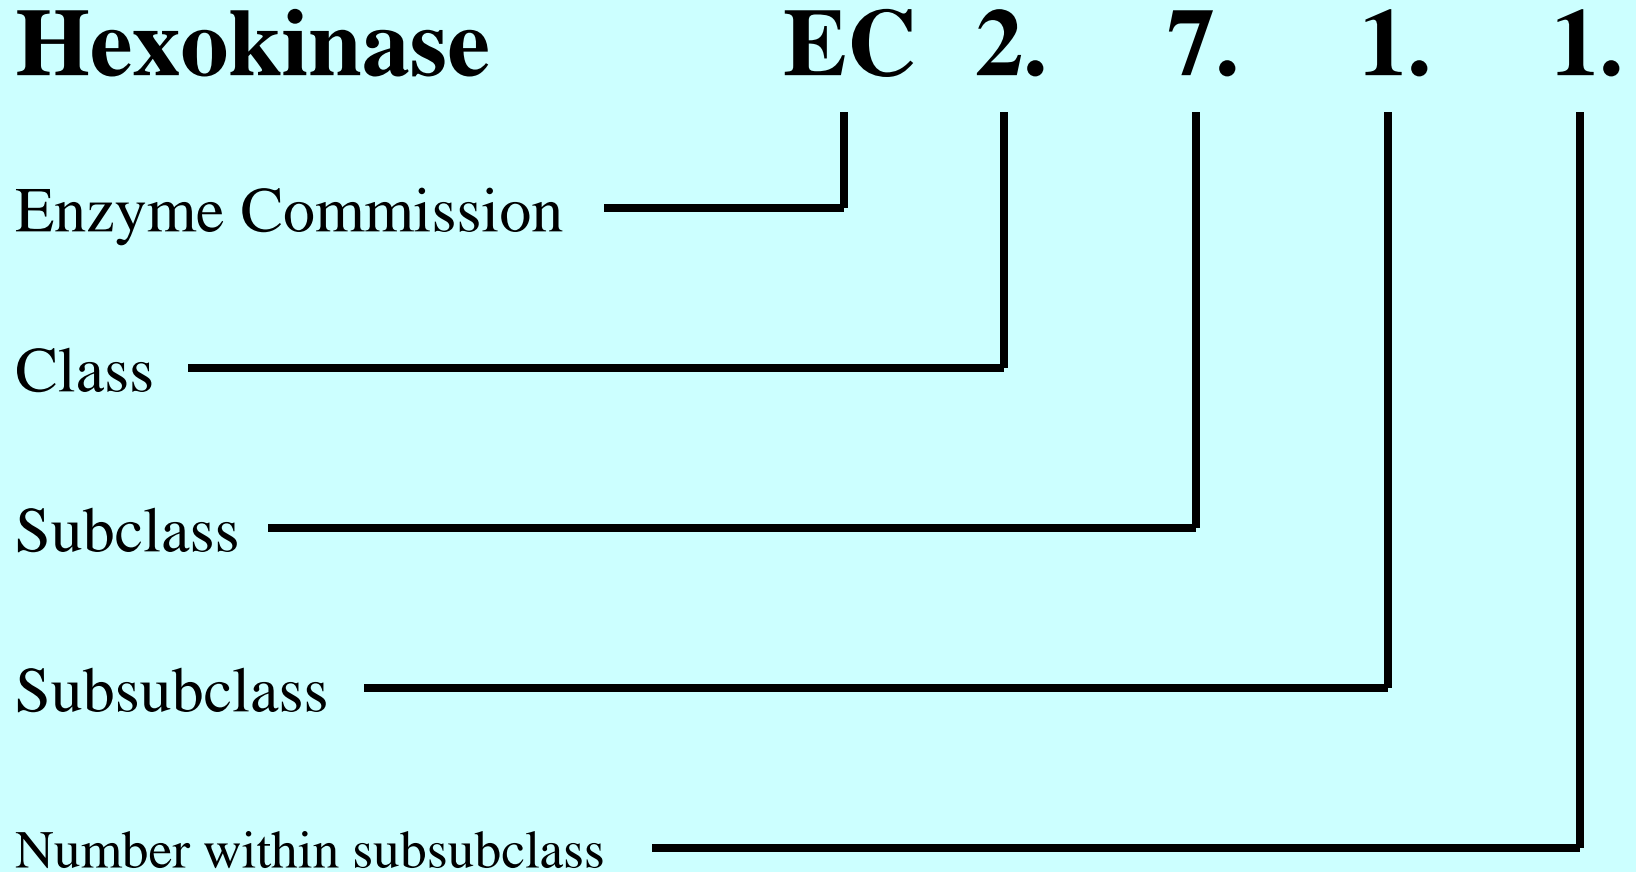 Hexokinase EC 2. 7. 1. 1.
Enzyme Commission
Class
Subclass
Subsubclass
Number within subsubclass